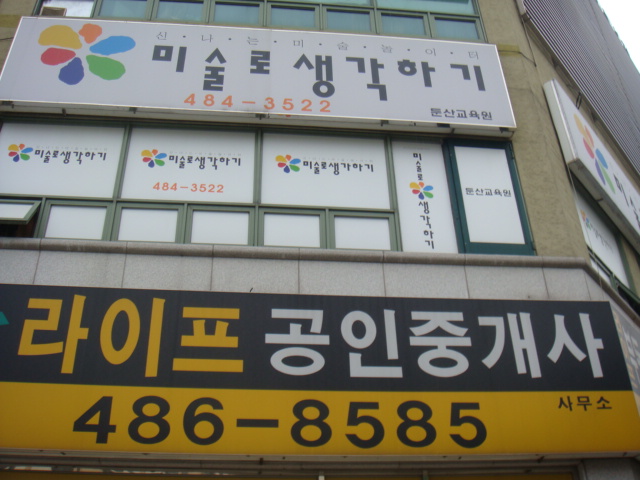 신·나·는·미·술·놀·이·터
미술로생각하기
484-3522
둔산교육원
미술로생각하기
미술로생각하기
484-3522
미술로생각하기
미술로생각하기
둔산교육원
라이프 공인중개사
486-8585
사무소